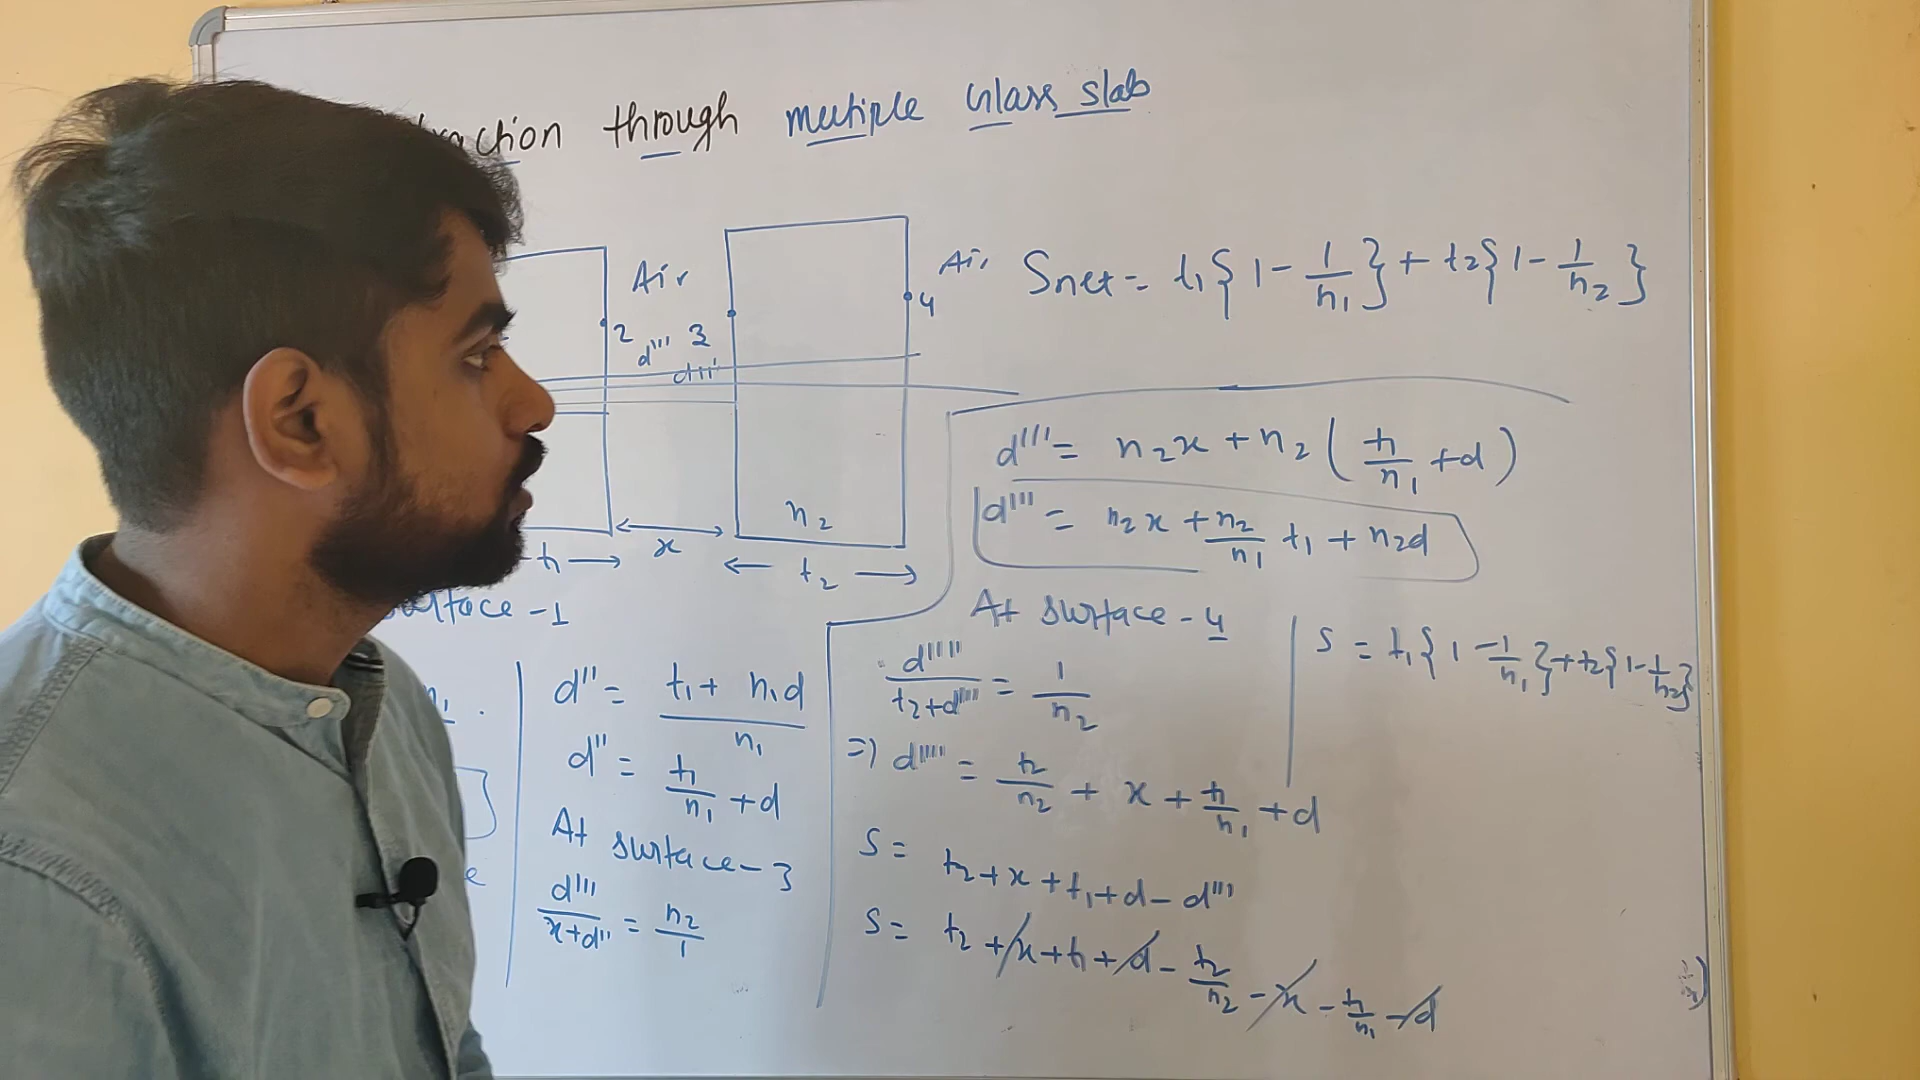 through multiple Glass slab
Air
Air
2
3
4
d'''
d'''
n2
x
t1
t2
Snet = t1{1 - 1/n1} + t2{1 - 1/n2}
d''' = n2x + n2(t1/n1 + d)
d''' = n2x + n2/n1 t1 + n2d
surface - 1
d'' = (t1 + n1d)/n1
d'' = t1/n1 + d
At surface - 3
d'''/(x+d'') = n2/1
At surface - 4
d''''/(t2+d''') = 1/n2
=) d'''' = t2/n2 + x + t1/n1 + d
S = t2 + x + t1 + d - d''''
S = t2 + x + t1 + d - t2/n2 - x - t1/n1 - d
S = t1{1 - 1/n1} + t2{1 - 1/n2}